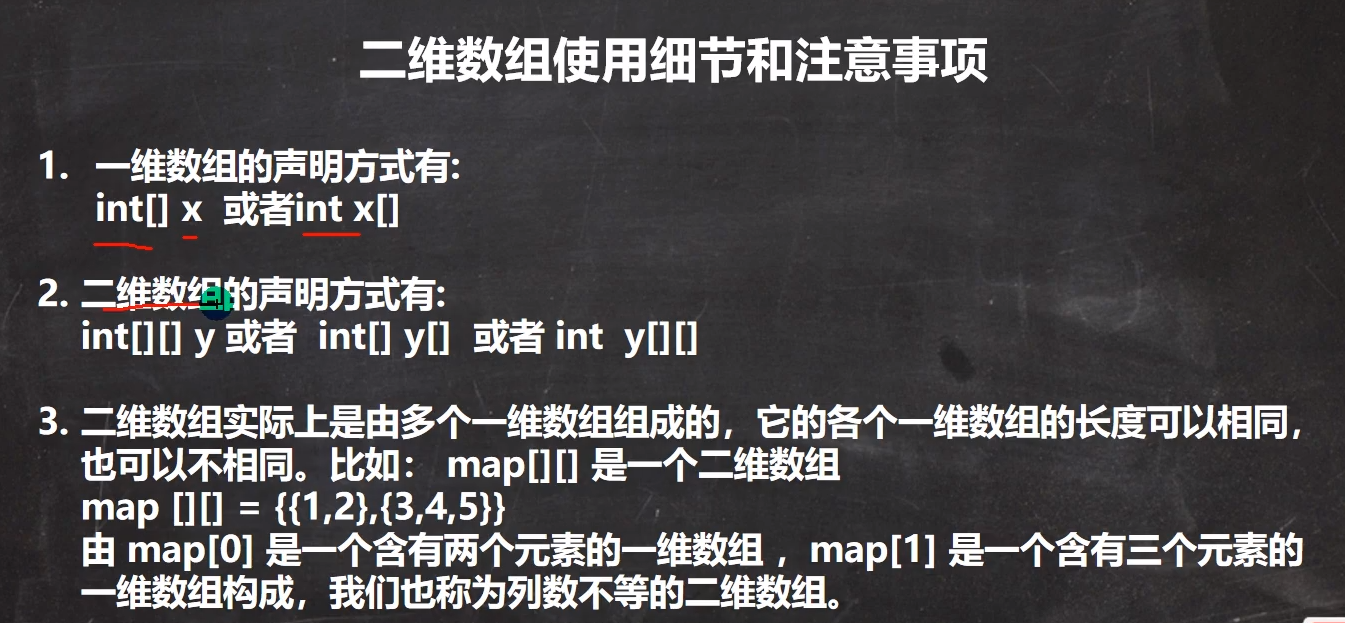 二维数组使用细节和注意事项
1. 一维数组的声明方式有:
int[] x 或者int x[]
2. 二维数组的声明方式有:
int[][] y 或者 int[] y[] 或者 int y[][]
3. 二维数组实际上是由多个一维数组组成的，它的各个一维数组的长度可以相同，
也可以不相同。比如： map[][] 是一个二维数组
map [][] = {{1,2},{3,4,5}}
由 map[0] 是一个含有两个元素的一维数组 ，map[1] 是一个含有三个元素的
一维数组构成，我们也称为列数不等的二维数组。